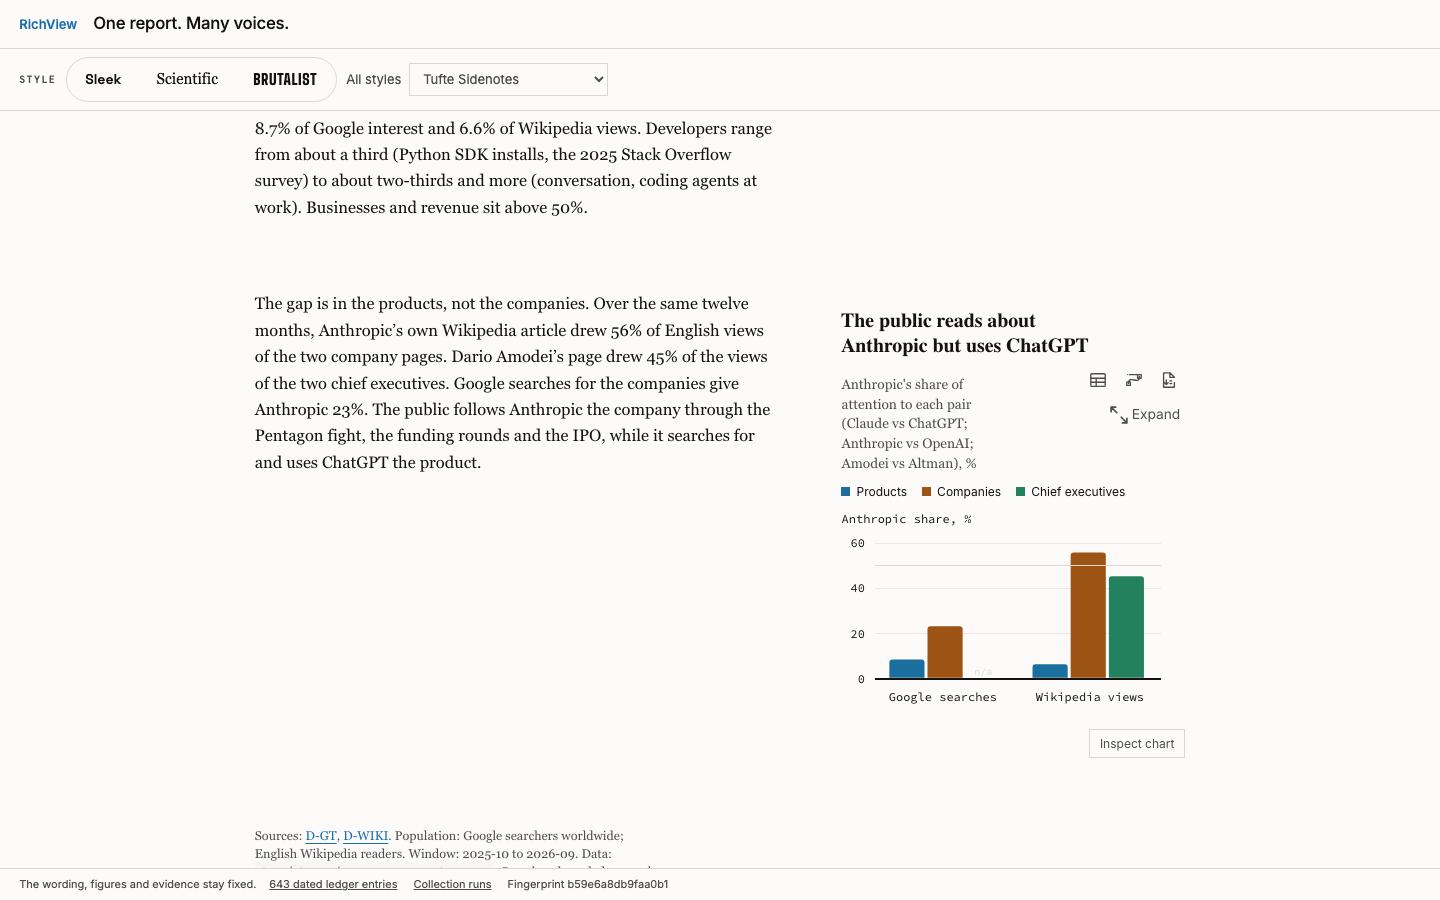 RichView One report. Many voices.
STYLE Sleek Scientific BRUTALIST All styles Tufte Sidenotes
8.7% of Google interest and 6.6% of Wikipedia views. Developers range
from about a third (Python SDK installs, the 2025 Stack Overflow
survey) to about two-thirds and more (conversation, coding agents at
work). Businesses and revenue sit above 50%.
The gap is in the products, not the companies. Over the same twelve
months, Anthropic’s own Wikipedia article drew 56% of English views
of the two company pages. Dario Amodei’s page drew 45% of the views
of the two chief executives. Google searches for the companies give
Anthropic 23%. The public follows Anthropic the company through the
Pentagon fight, the funding rounds and the IPO, while it searches for
and uses ChatGPT the product.
The public reads about
Anthropic but uses ChatGPT
Anthropic's share of
attention to each pair
(Claude vs ChatGPT;
Anthropic vs OpenAI;
Amodei vs Altman), %
Expand
Products Companies Chief executives
Anthropic share, %
60
40
20
0
n/a
Google searches Wikipedia views
Inspect chart
Sources: D-GT, D-WIKI. Population: Google searchers worldwide;
English Wikipedia readers. Window: 2025-10 to 2026-09. Data:
The wording, figures and evidence stay fixed. 643 dated ledger entries Collection runs Fingerprint b59e6a8db9faa0b1